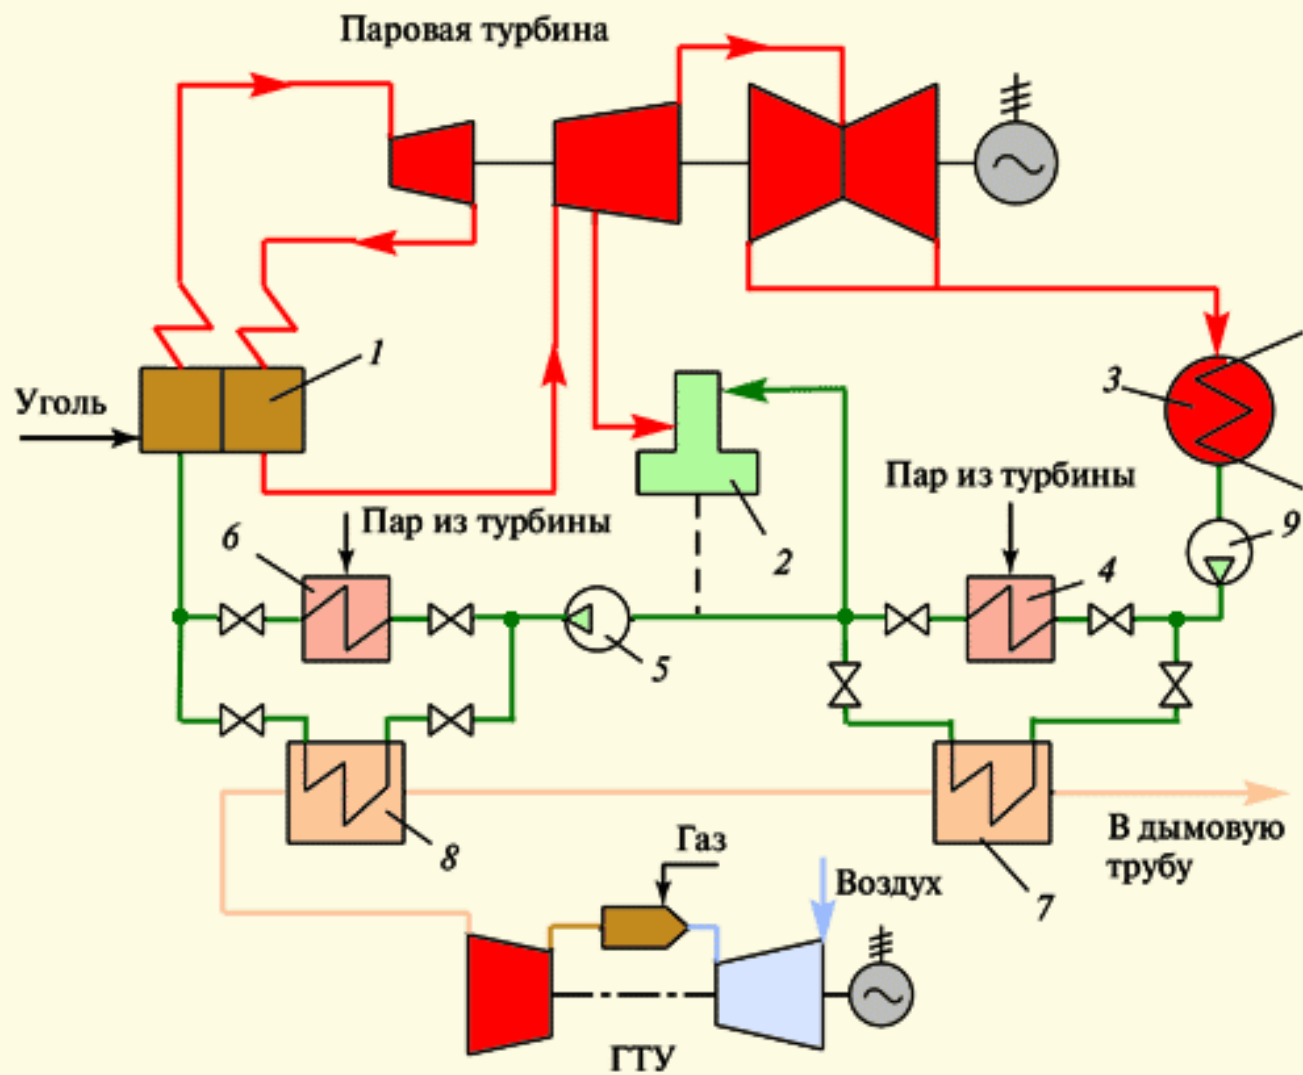 Паровая турбина
1
Уголь
3
Пар из турбины
Пар из турбины
6
2
4
9
5
8
Газ
Воздух
7
В дымовую
трубу
ГТУ